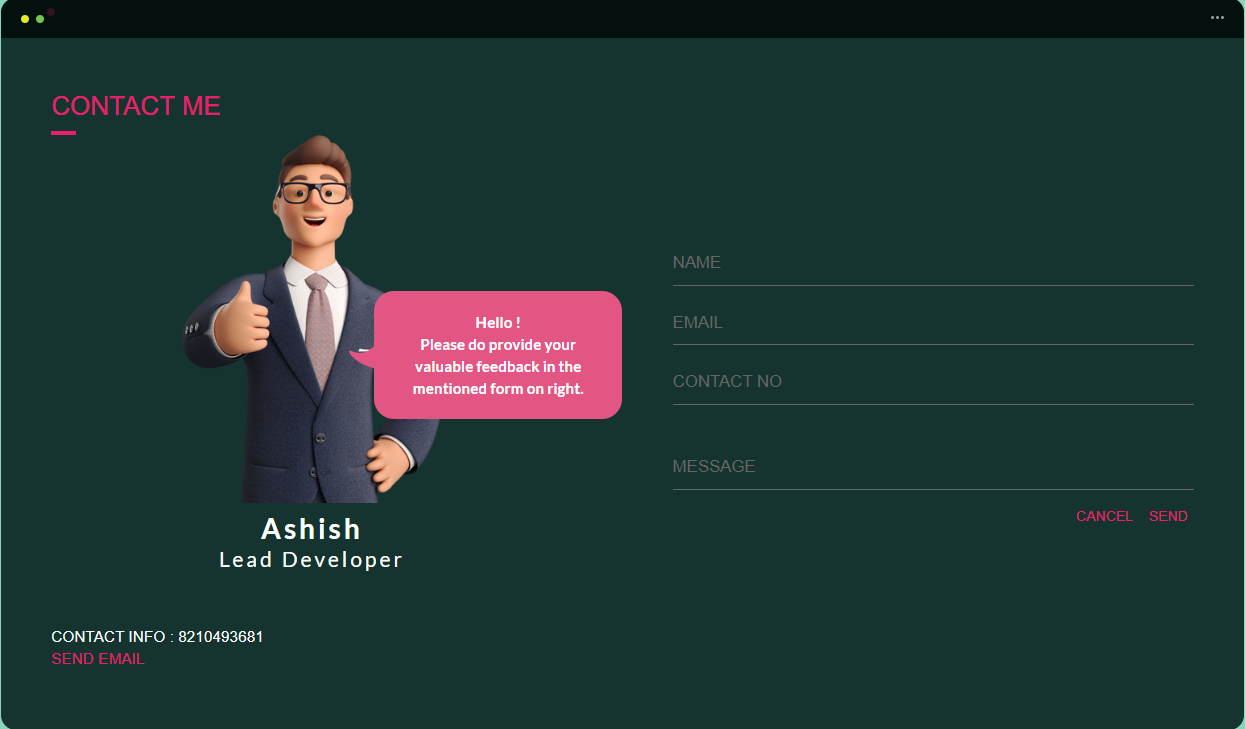 CONTACT ME
Hello !
Please do provide your
valuable feedback in the
mentioned form on right.
Ashish
Lead Developer
CONTACT INFO : 8210493681
SEND EMAIL
NAME
EMAIL
CONTACT NO
MESSAGE
CANCEL SEND